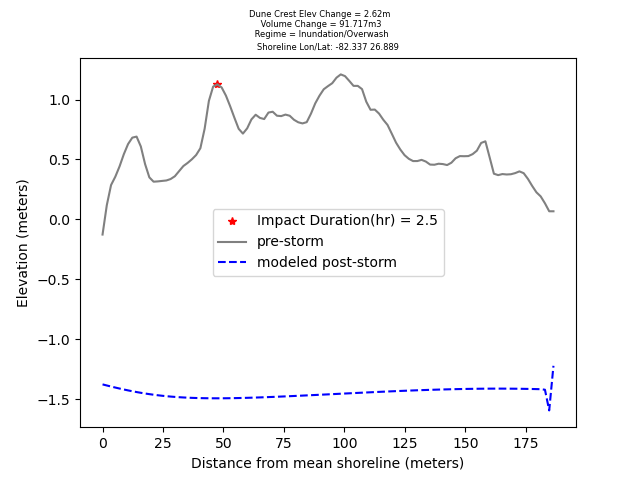 Dune Crest Elev Change = 2.62m
Volume Change = 91.717m3
Regime = Inundation/Overwash
Shoreline Lon/Lat: -82.337 26.889
1.0
0.5
0.0
−0.5
−1.0
−1.5
Elevation (meters)
Impact Duration(hr) = 2.5
pre-storm
modeled post-storm
0 25 50 75 100 125 150 175
Distance from mean shoreline (meters)